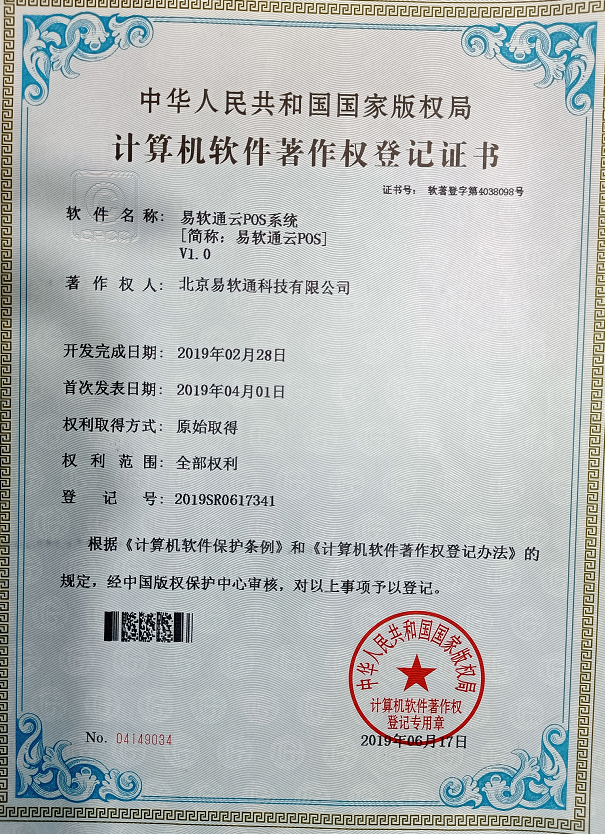 中华人民共和国国家版权局
计算机软件著作权登记证书
证书号： 软著登字第4038098号
软件名称： 易软通云POS系统
[简称：易软通云POS]
V1.0
著作权人： 北京易软通科技有限公司
开发完成日期： 2019年02月28日
首次发表日期： 2019年04月01日
权利取得方式： 原始取得
权利范围： 全部权利
登记号： 2019SR0617341
根据《计算机软件保护条例》和《计算机软件著作权登记办法》的
规定，经中国版权保护中心审核，对以上事项予以登记。
中华人民共和国国家版权局
计算机软件著作权
登记专用章
No. 04149034
2019年06月17日